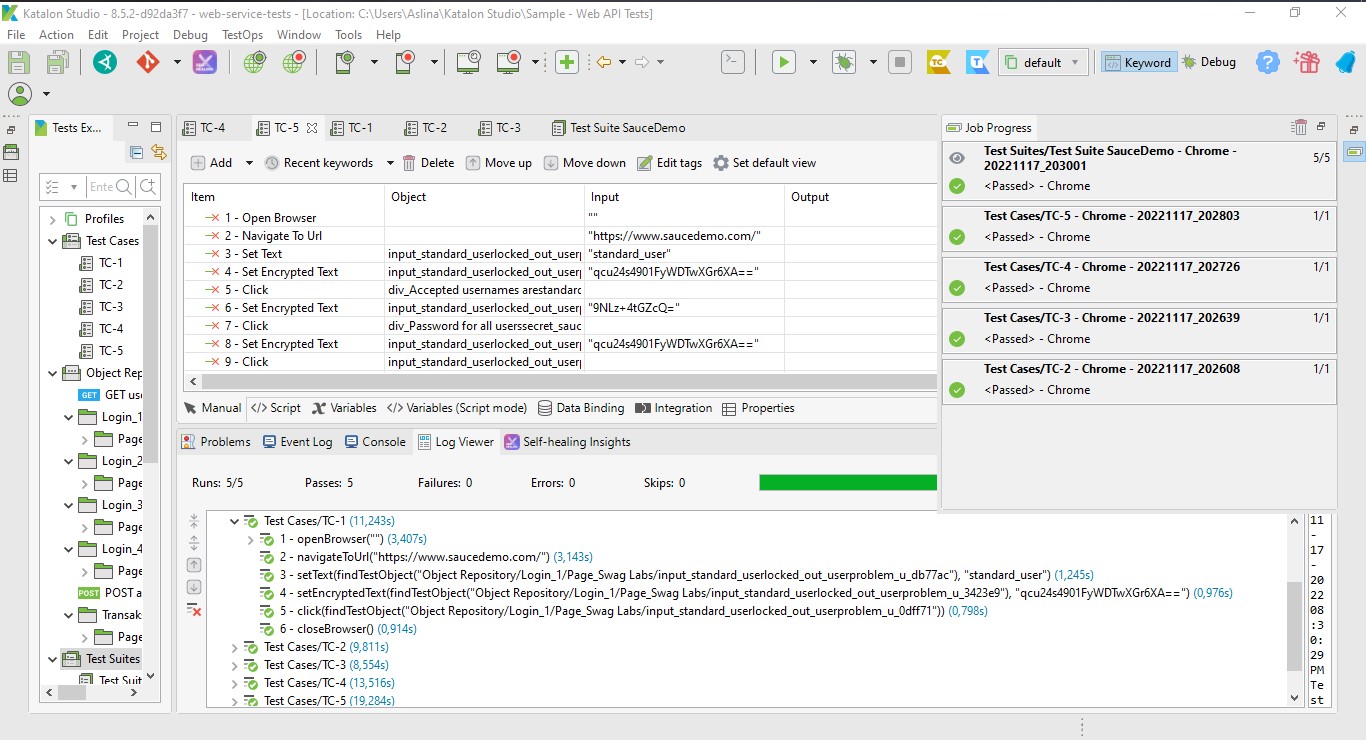 Katalon Studio - 8.5.2-d92da3f7 - web-service-tests - [Location: C:\Users\Aslina\Katalon Studio\Sample - Web API Tests]
File Action Edit Project Debug TestOps Window Tools Help
default Keyword Debug
Tests Ex...
TC-4 TC-5 TC-1 TC-2 TC-3 Test Suite SauceDemo
Add Recent keywords Delete Move up Move down Edit tags Set default view
Ente
Profiles
Test Cases
TC-1
TC-2
TC-3
TC-4
TC-5
Object Rep
GET GET use
Login_1
Page
Login_2
Page
Login_3
Page
Login_4
Page
POST POST a
Transak
Page
Test Suites
Test Suit
Item Object Input Output
1 - Open Browser ""
2 - Navigate To Url "https://www.saucedemo.com/"
3 - Set Text input_standard_userlocked_out_userp "standard_user"
4 - Set Encrypted Text input_standard_userlocked_out_userp "qcu24s4901FyWDTwXGr6XA=="
5 - Click div_Accepted usernames arestandard
6 - Set Encrypted Text input_standard_userlocked_out_userp "9NLz+4tGZcQ="
7 - Click div_Password for all userssecret_sauc
8 - Set Encrypted Text input_standard_userlocked_out_userp "qcu24s4901FyWDTwXGr6XA=="
9 - Click input_standard_userlocked_out_userp
Manual Script Variables Variables (Script mode) Data Binding Integration Properties
Problems Event Log Console Log Viewer Self-healing Insights
Runs: 5/5 Passes: 5 Failures: 0 Errors: 0 Skips: 0
Test Cases/TC-1 (11,243s)
1 - openBrowser("") (3,407s)
2 - navigateToUrl("https://www.saucedemo.com/") (3,143s)
3 - setText(findTestObject("Object Repository/Login_1/Page_Swag Labs/input_standard_userlocked_out_userproblem_u_db77ac"), "standard_user") (1,245s)
4 - setEncryptedText(findTestObject("Object Repository/Login_1/Page_Swag Labs/input_standard_userlocked_out_userproblem_u_3423e9"), "qcu24s4901FyWDTwXGr6XA==") (0,976s)
5 - click(findTestObject("Object Repository/Login_1/Page_Swag Labs/input_standard_userlocked_out_userproblem_u_0dff71")) (0,798s)
6 - closeBrowser() (0,914s)
Test Cases/TC-2 (9,811s)
Test Cases/TC-3 (8,554s)
Test Cases/TC-4 (13,516s)
Test Cases/TC-5 (19,284s)
Job Progress
Test Suites/Test Suite SauceDemo - Chrome - 5/5
20221117_203001
<Passed> - Chrome
Test Cases/TC-5 - Chrome - 20221117_202803 1/1
<Passed> - Chrome
Test Cases/TC-4 - Chrome - 20221117_202726 1/1
<Passed> - Chrome
Test Cases/TC-3 - Chrome - 20221117_202639 1/1
<Passed> - Chrome
Test Cases/TC-2 - Chrome - 20221117_202608 1/1
<Passed> - Chrome
11
-
17
-
20
22
08
:3
0:
29
PM
Te
st